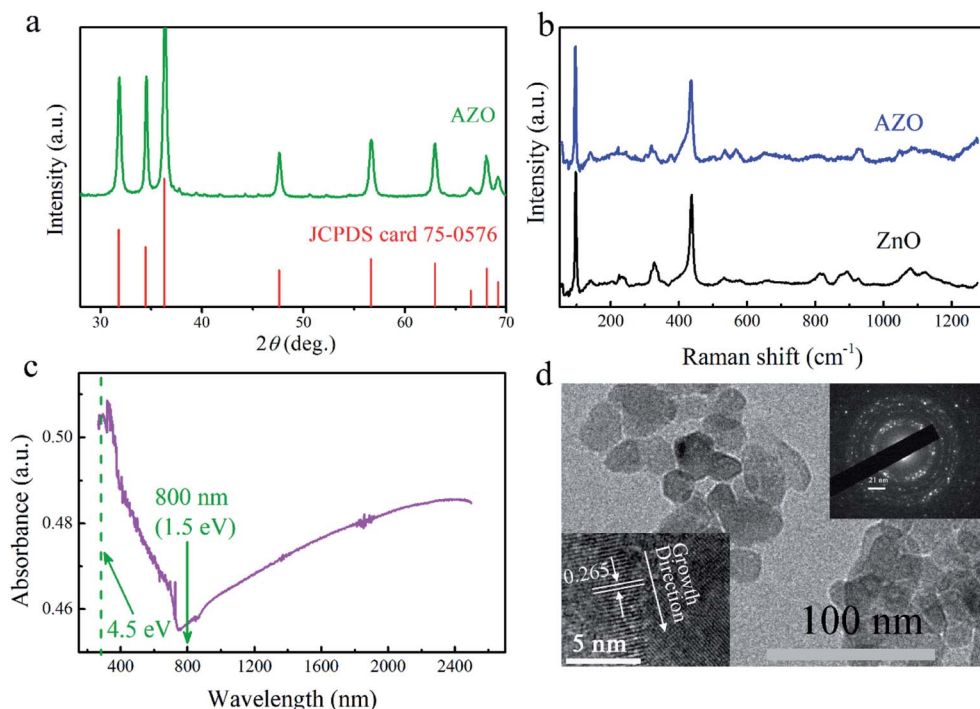 a
Intensity (a.u.)
AZO
JCPDS card 75-0576
30 40 50 60 70
2θ (deg.)
b
Intensity (a.u.)
AZO
ZnO
200 400 600 800 1000 1200
Raman shift (cm⁻¹)
c
Absorbance (a.u.)
0.50
0.48
0.46
800 nm
(1.5 eV)
4.5 eV
400 800 1200 1600 2000 2400
Wavelength (nm)
d
21 nm
0.265
Growth
Direction
5 nm
100 nm